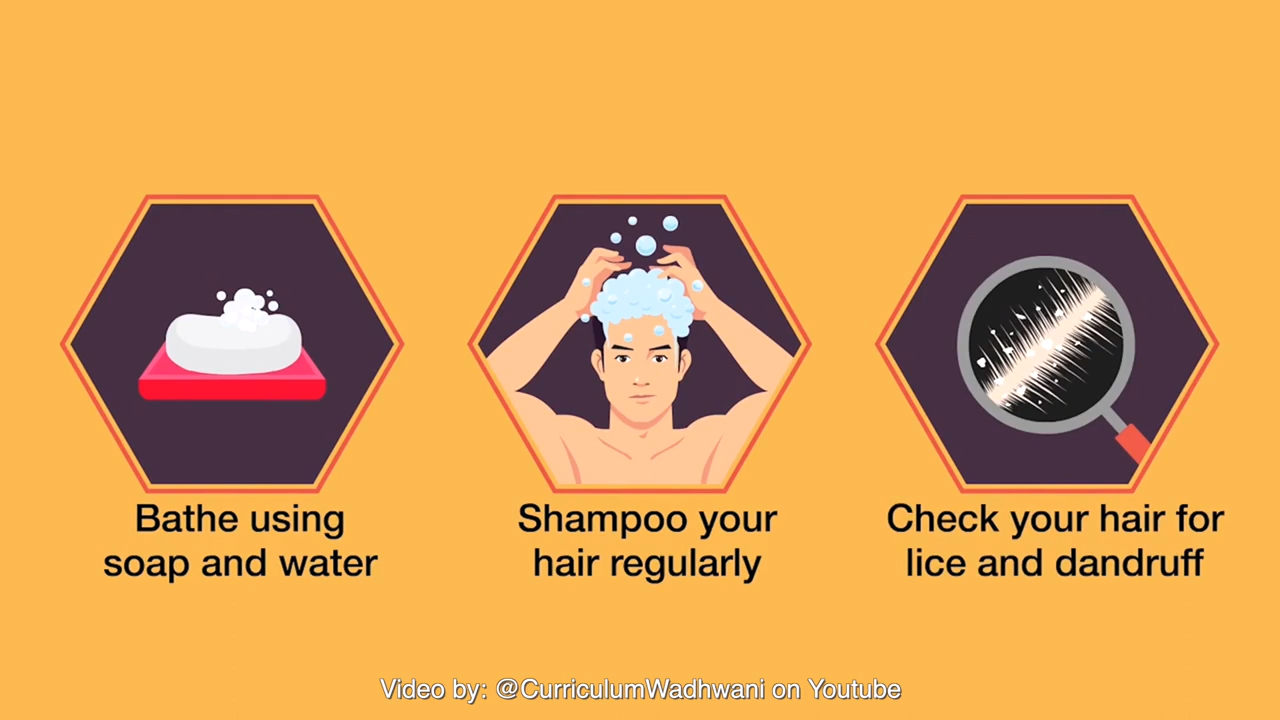 Bathe using
soap and water
Shampoo your
hair regularly
Check your hair for
lice and dandruff
Video by: @CurriculumWadhwani on Youtube